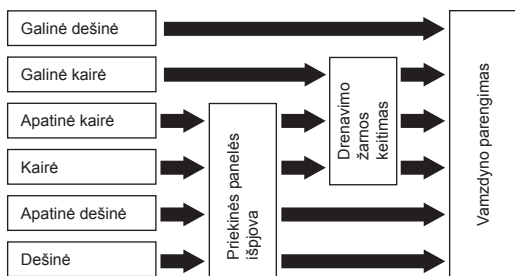 Galinė dešinė
Galinė kairė
Apatinė kairė
Kairė
Apatinė dešinė
Dešinė
Priekinės panelės
išpjova
Drenavimo
žarnos
keitimas
Vamzdyno parengimas